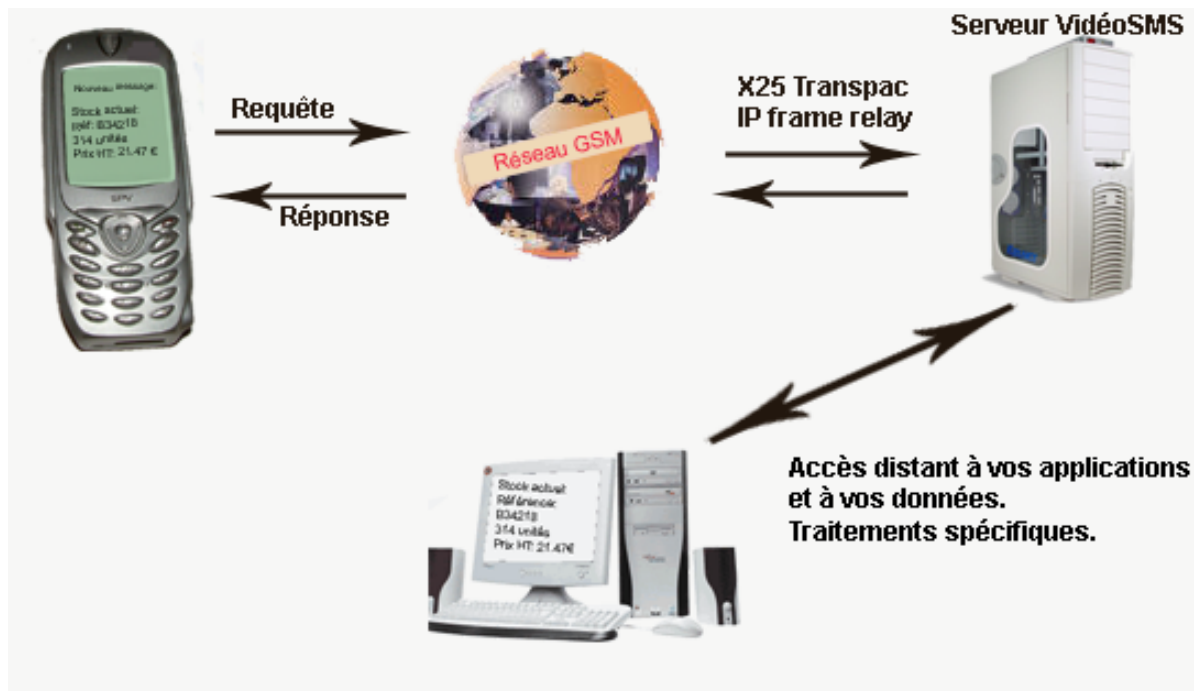 Serveur VidéoSMS
Nouveau message:
Stock actuel:
Réf: B34218
314 unités
Prix HT: 21.47 €
SPV
Requête
Réponse
Réseau GSM
X25 Transpac
IP frame relay
Stock actuel:
Référence:
B34218
314 unités
Prix HT: 21.47€
Accès distant à vos applications
et à vos données.
Traitements spécifiques.